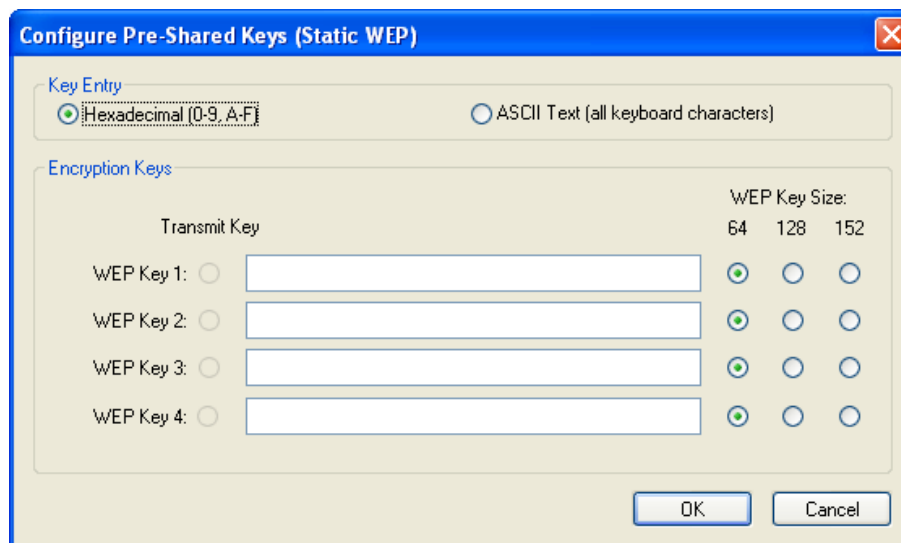 Configure Pre-Shared Keys (Static WEP)
Key Entry
Hexadecimal (0-9, A-F) ASCII Text (all keyboard characters)
Encryption Keys
WEP Key Size:
Transmit Key 64 128 152
WEP Key 1:
WEP Key 2:
WEP Key 3:
WEP Key 4:
OK Cancel